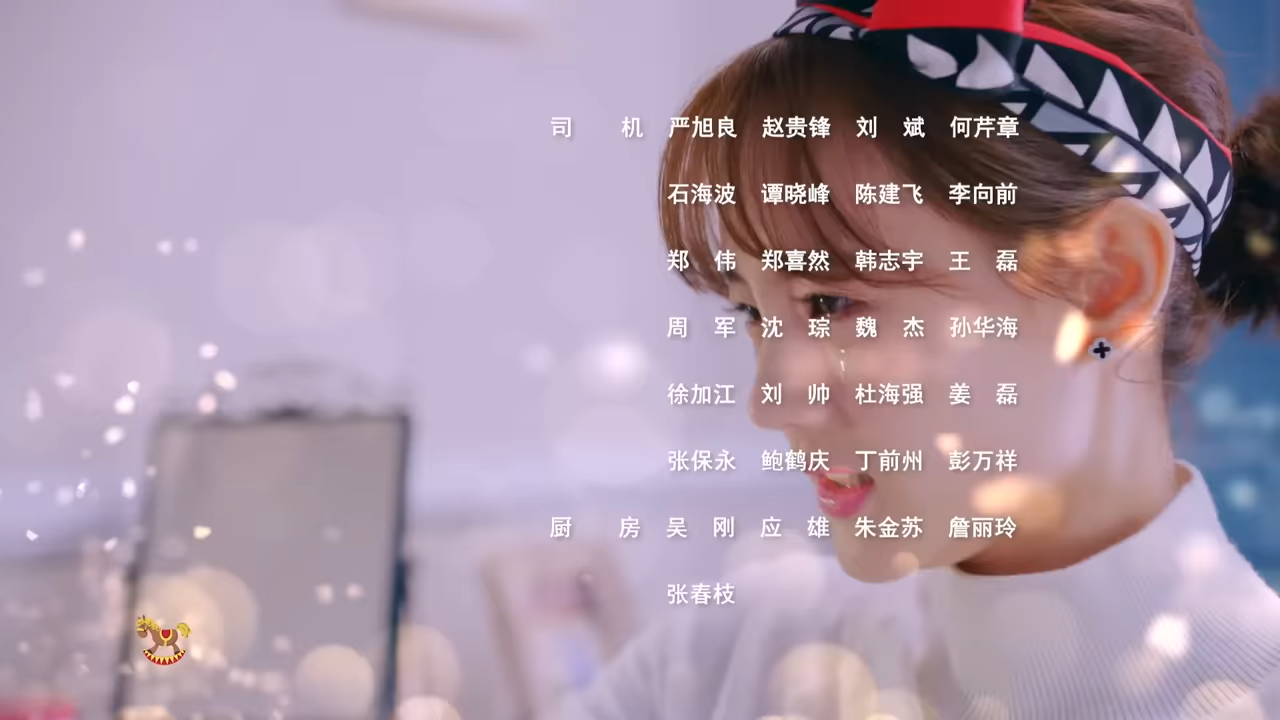 司 机 严旭良 赵贵锋 刘 斌 何芹章
石海波 谭晓峰 陈建飞 李向前
郑 伟 郑喜然 韩志宇 王 磊
周 军 沈 琮 魏 杰 孙华海
徐加江 刘 帅 杜海强 姜 磊
张保永 鲍鹤庆 丁前州 彭万祥
厨 房 吴 刚 应 雄 朱金苏 詹丽玲
张春枝